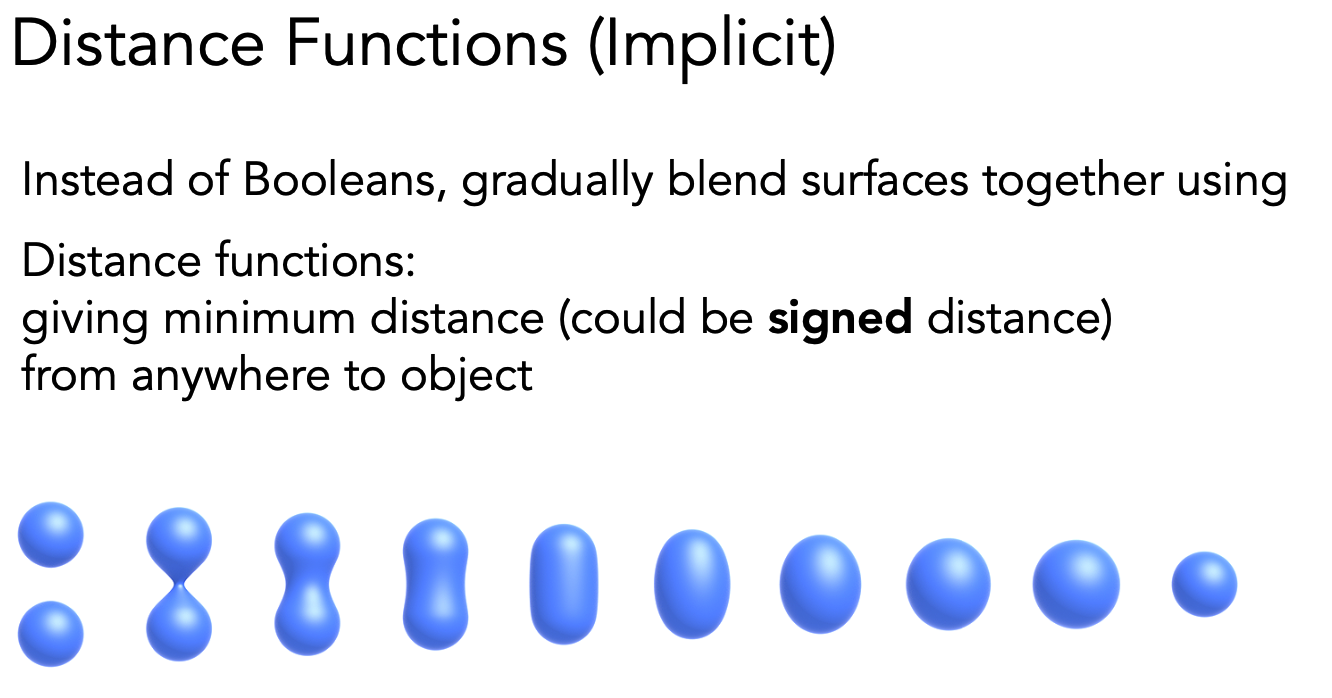 Distance Functions (Implicit)
Instead of Booleans, gradually blend surfaces together using
Distance functions:
giving minimum distance (could be signed distance)
from anywhere to object